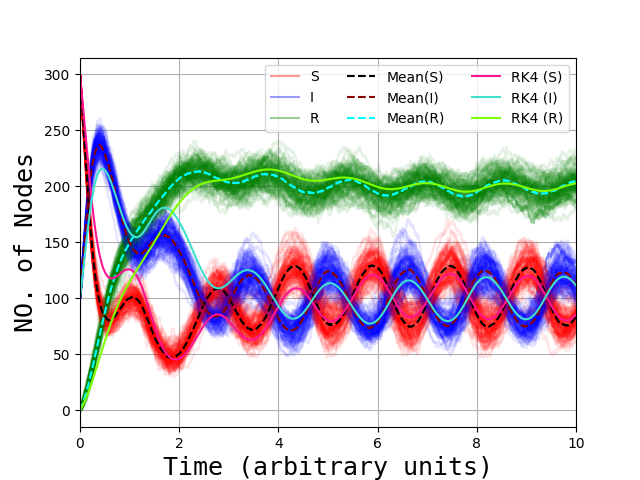 300
250
200
150
100
50
0
0 2 4 6 8 10
NO. of Nodes
Time (arbitrary units)
S Mean(S) RK4 (S)
I Mean(I) RK4 (I)
R Mean(R) RK4 (R)